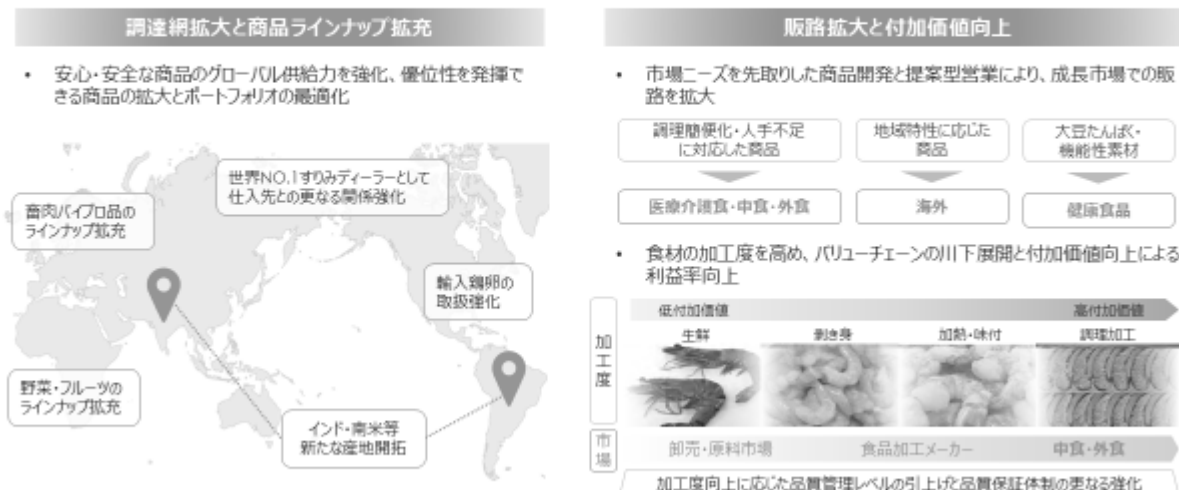 調達網拡大と商品ラインナップ拡充
• 安心・安全な商品のグローバル供給力を強化、優位性を発揮で
きる商品の拡大とポートフォリオの最適化
世界NO.1すりみディーラーとして
仕入先との更なる関係強化
畜肉バイプロ品の
ラインナップ拡充
輸入鶏卵の
取扱強化
野菜・フルーツの
ラインナップ拡充
インド・南米等
新たな産地開拓
販路拡大と付加価値向上
• 市場ニーズを先取りした商品開発と提案型営業により、成長市場での販
路を拡大
調理簡便化・人手不足
に対応した商品
地域特性に応じた
商品
大豆たんぱく・
機能性素材
医療介護食・中食・外食
海外
健康食品
• 食材の加工度を高め、バリューチェーンの川下展開と付加価値向上による
利益率向上
加工度
低付加価値
高付加価値
生鮮
剥き身
加熱・味付
調理加工
市場
卸売・原料市場
食品加工メーカー
中食・外食
加工度向上に応じた品質管理レベルの引上げと品質保証体制の更なる強化